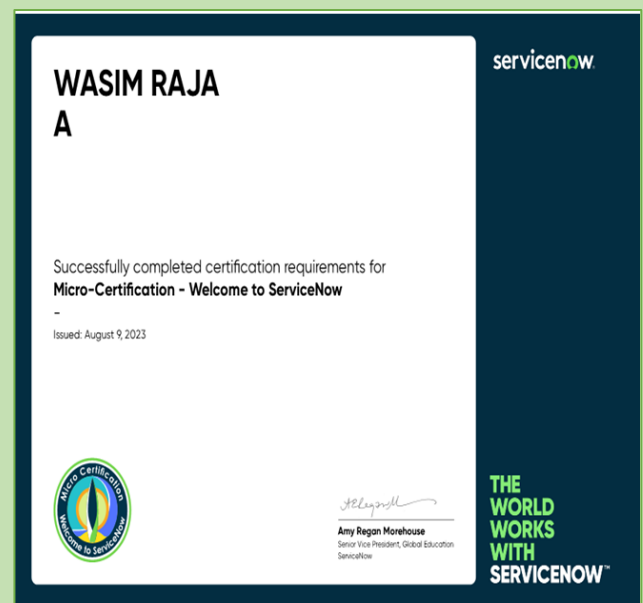 servicenow.
WASIM RAJA
A
Successfully completed certification requirements for
Micro-Certification - Welcome to ServiceNow
-
Issued: August 9, 2023
Micro Certification
Welcome to ServiceNow
Amy Regan Morehouse
Senior Vice President, Global Education
ServiceNow
THE
WORLD
WORKS
WITH
SERVICENOW™